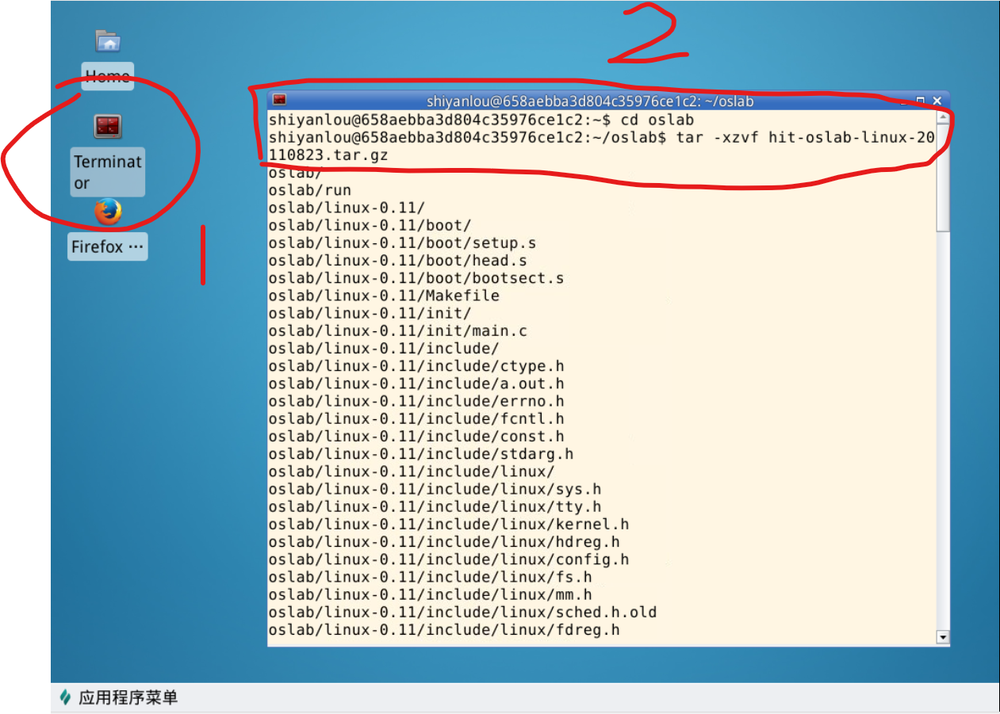 2
Home
Terminat
or
Firefox ⋯
1
shiyanlou@658aebba3d804c35976ce1c2: ~/oslab
shiyanlou@658aebba3d804c35976ce1c2:~$ cd oslab
shiyanlou@658aebba3d804c35976ce1c2:~/oslab$ tar -xzvf hit-oslab-linux-20
110823.tar.gz
oslab/
oslab/run
oslab/linux-0.11/
oslab/linux-0.11/boot/
oslab/linux-0.11/boot/setup.s
oslab/linux-0.11/boot/head.s
oslab/linux-0.11/boot/bootsect.s
oslab/linux-0.11/Makefile
oslab/linux-0.11/init/
oslab/linux-0.11/init/main.c
oslab/linux-0.11/include/
oslab/linux-0.11/include/ctype.h
oslab/linux-0.11/include/a.out.h
oslab/linux-0.11/include/errno.h
oslab/linux-0.11/include/fcntl.h
oslab/linux-0.11/include/const.h
oslab/linux-0.11/include/stdarg.h
oslab/linux-0.11/include/linux/
oslab/linux-0.11/include/linux/sys.h
oslab/linux-0.11/include/linux/tty.h
oslab/linux-0.11/include/linux/kernel.h
oslab/linux-0.11/include/linux/hdreg.h
oslab/linux-0.11/include/linux/config.h
oslab/linux-0.11/include/linux/fs.h
oslab/linux-0.11/include/linux/mm.h
oslab/linux-0.11/include/linux/sched.h.old
oslab/linux-0.11/include/linux/fdreg.h
应用程序菜单